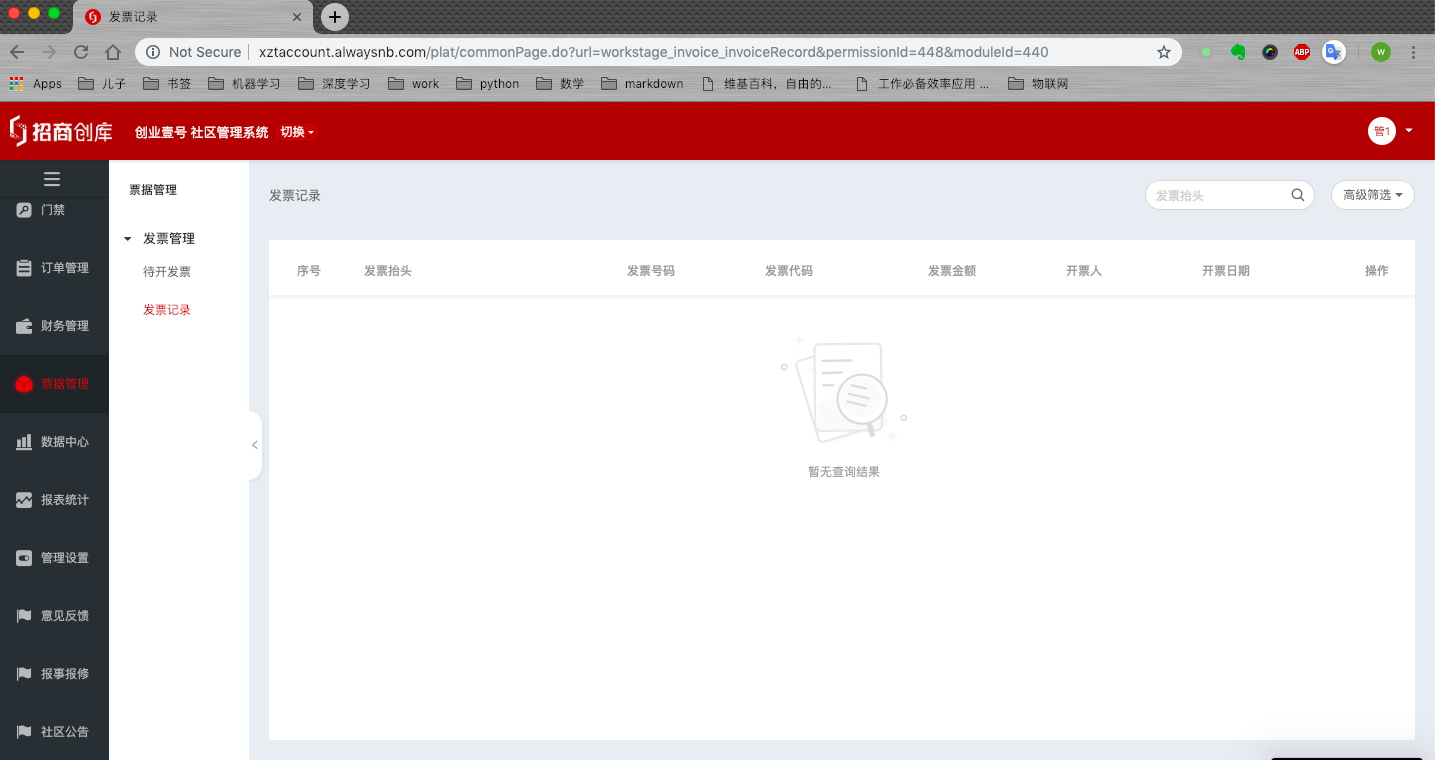 发票记录
Not Secure
xztaccount.alwaysnb.com/plat/commonPage.do?url=workstage_invoice_invoiceRecord&permissionId=448&moduleId=440
ABP
G
W
Apps 儿子 书签 机器学习 深度学习 work python 数学 markdown 维基百科，自由的... 工作必备效率应用 ... 物联网
招商创库 创业壹号 社区管理系统 切换
管1
门禁
订单管理
财务管理
票据管理
数据中心
报表统计
管理设置
意见反馈
报事报修
社区公告
票据管理
发票管理
待开发票
发票记录
发票记录
发票抬头
高级筛选
序号 发票抬头 发票号码 发票代码 发票金额 开票人 开票日期 操作
暂无查询结果